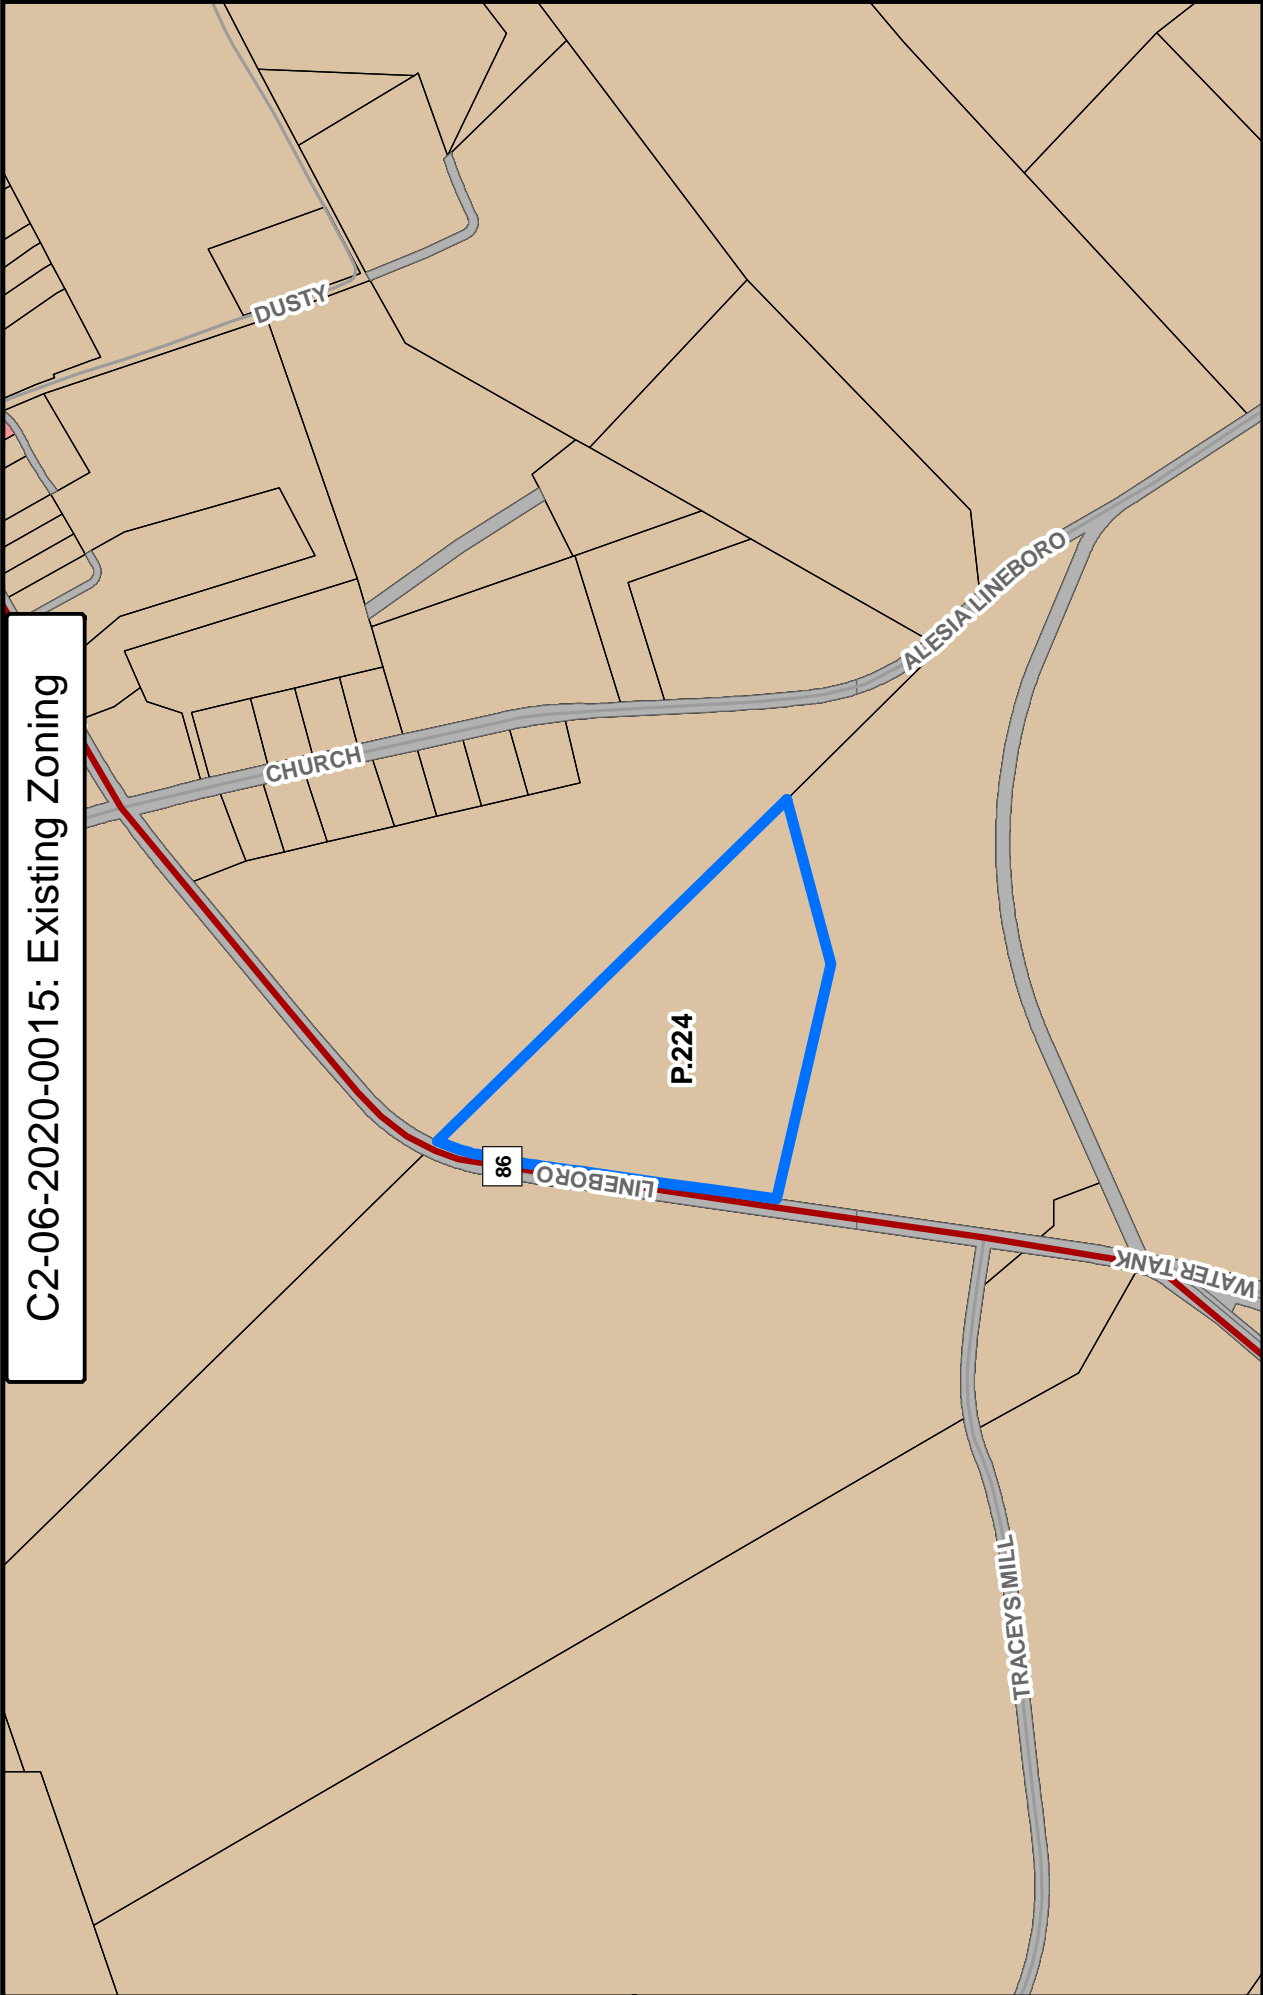 C2-06-2020-0015: Existing Zoning
DUSTY
CHURCH
ALESIA LINEBORO
P.224
86
LINEBORO
WATER TANK
TRACEYS MILL